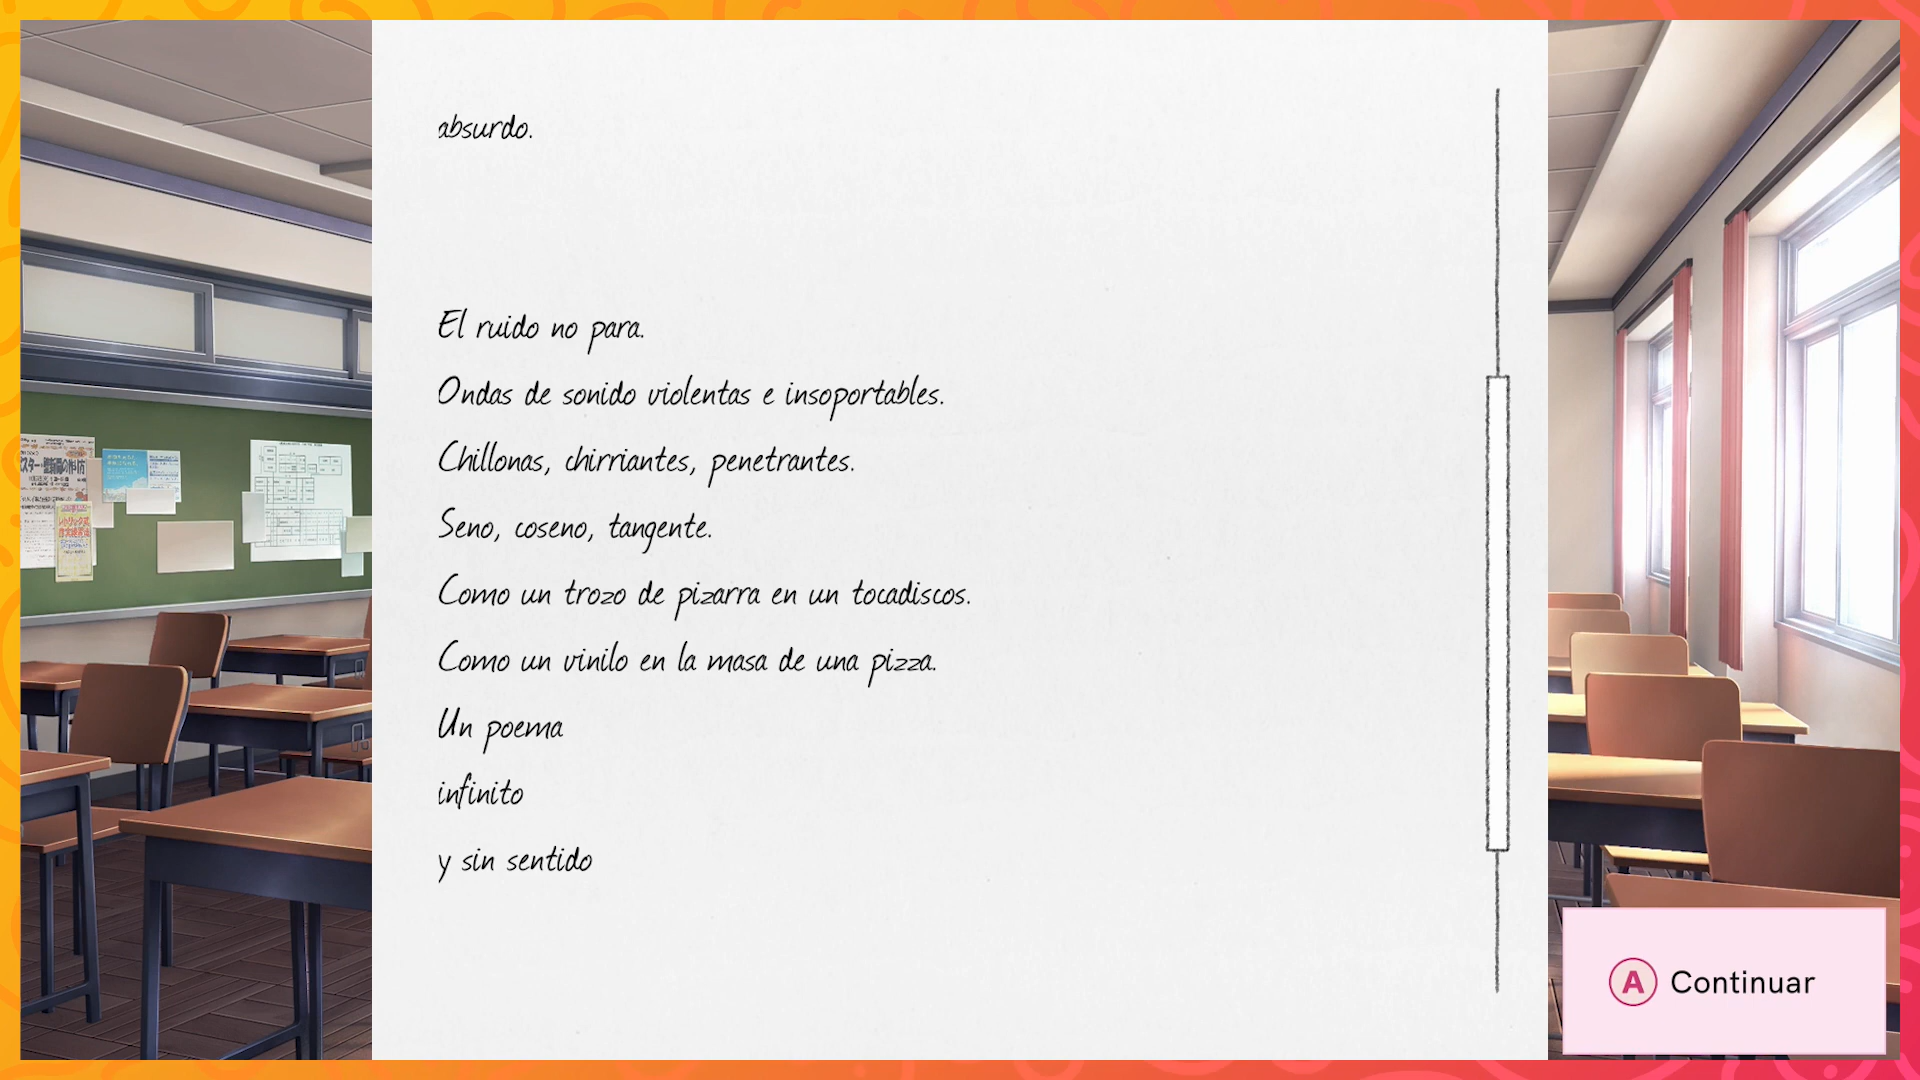 absurdo.
El ruido no para.
Ondas de sonido violentas e insoportables.
Chillonas, chirriantes, penetrantes.
Seno, coseno, tangente.
Como un trozo de pizarra en un tocadiscos.
Como un vinilo en la masa de una pizza.
Un poema
infinito
y sin sentido
A Continuar